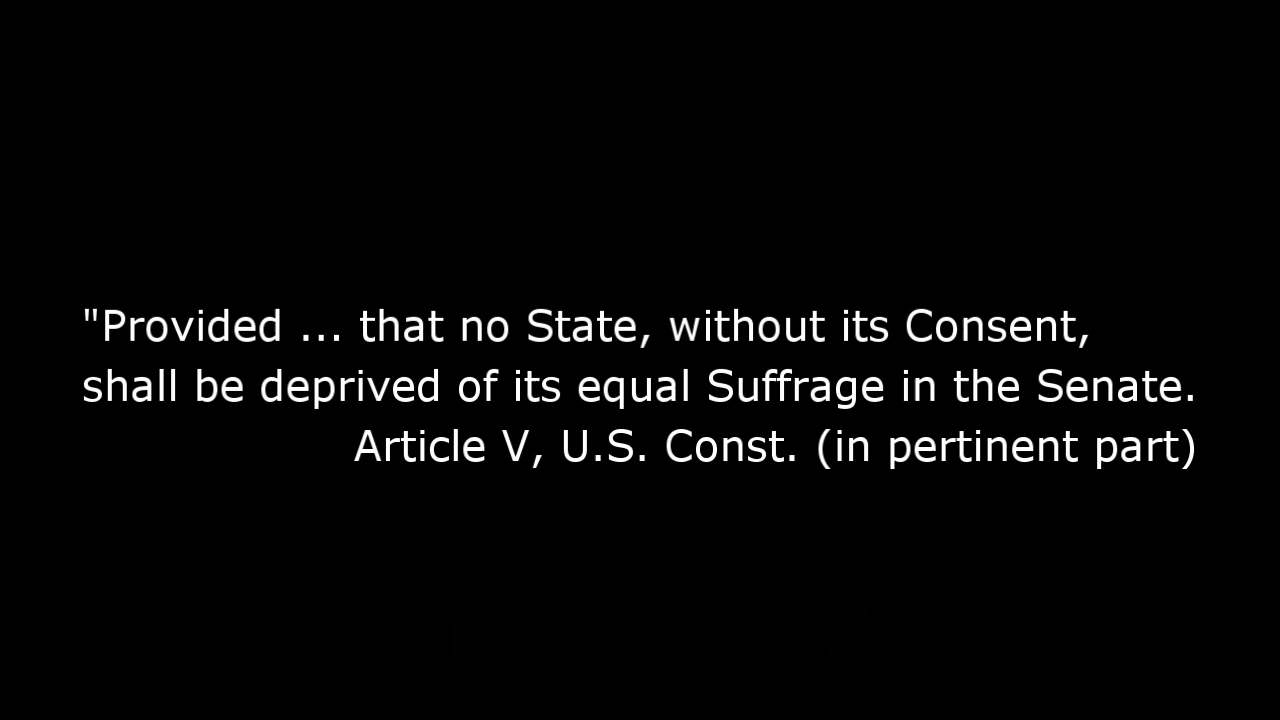 "Provided ... that no State, without its Consent,
shall be deprived of its equal Suffrage in the Senate.
Article V, U.S. Const. (in pertinent part)